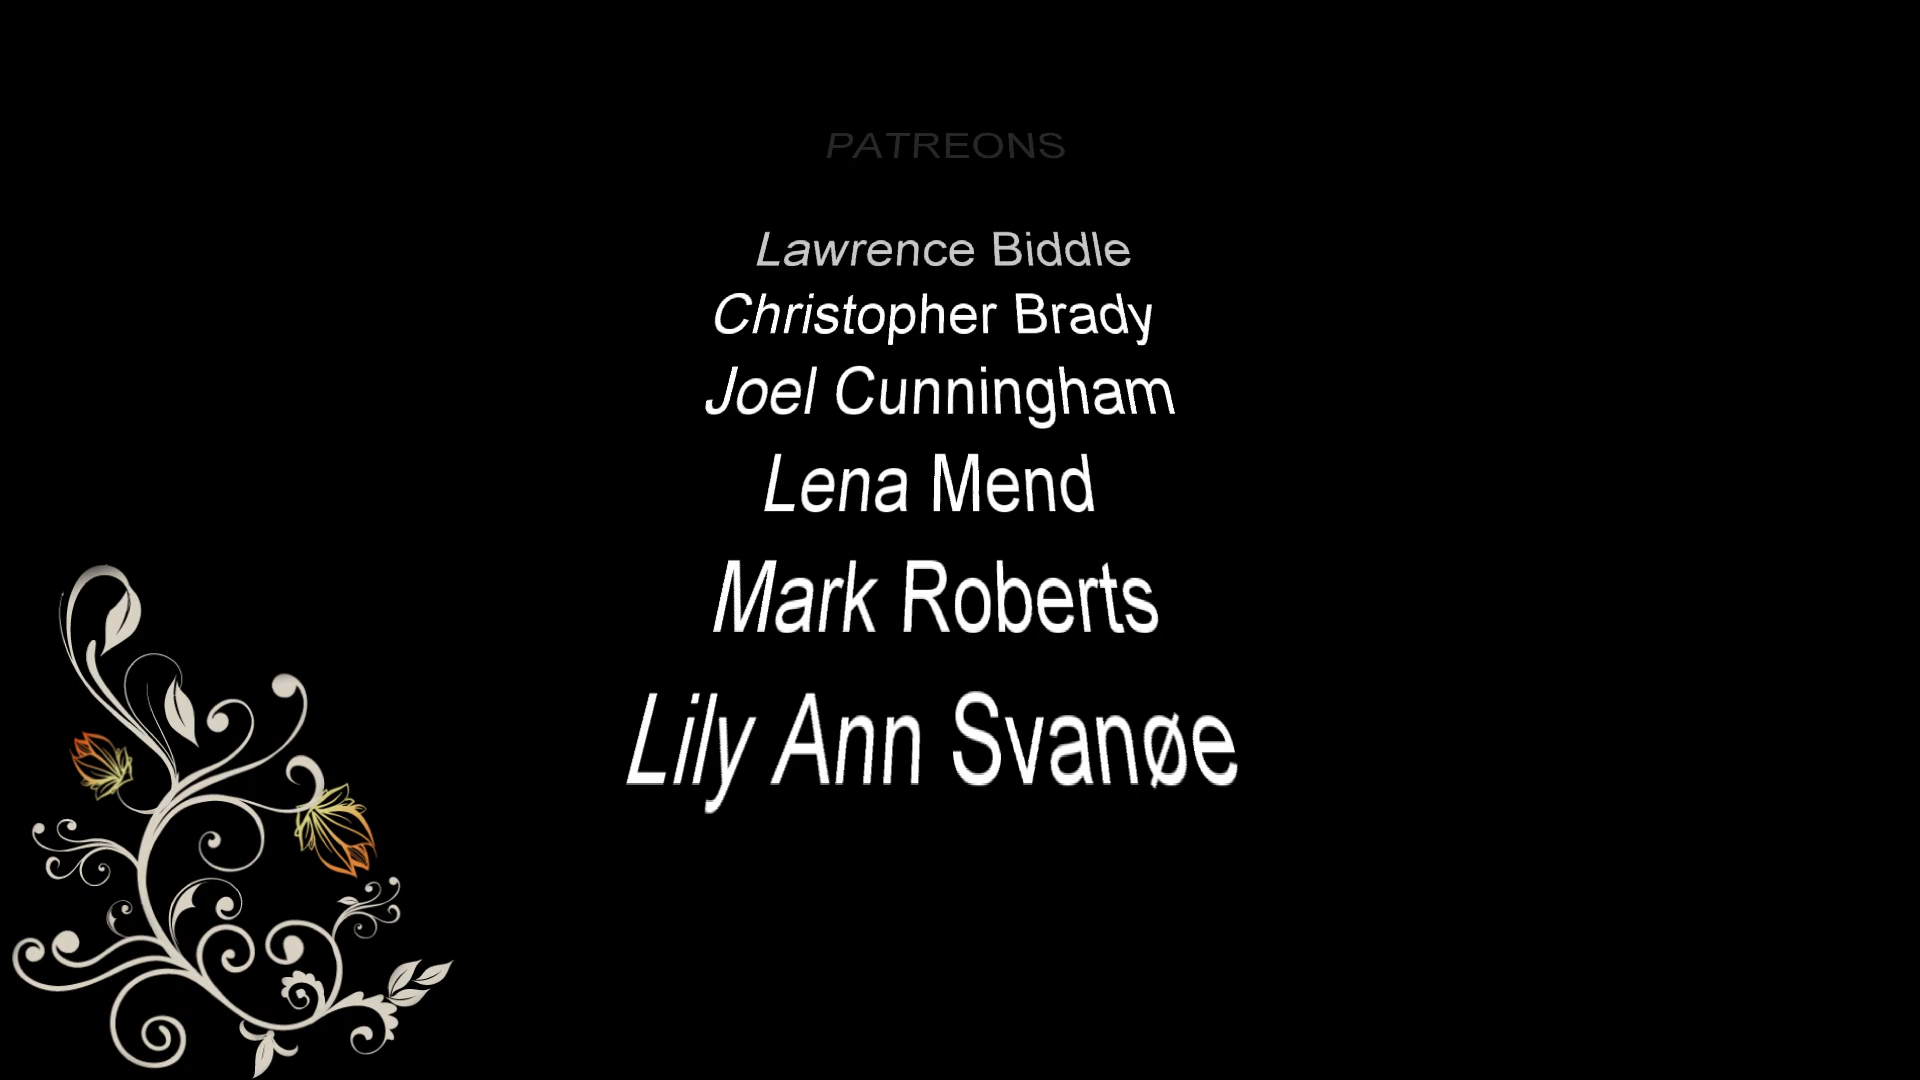 PATREONS
Lawrence Biddle
Christopher Brady
Joel Cunningham
Lena Mend
Mark Roberts
Lily Ann Svanøe